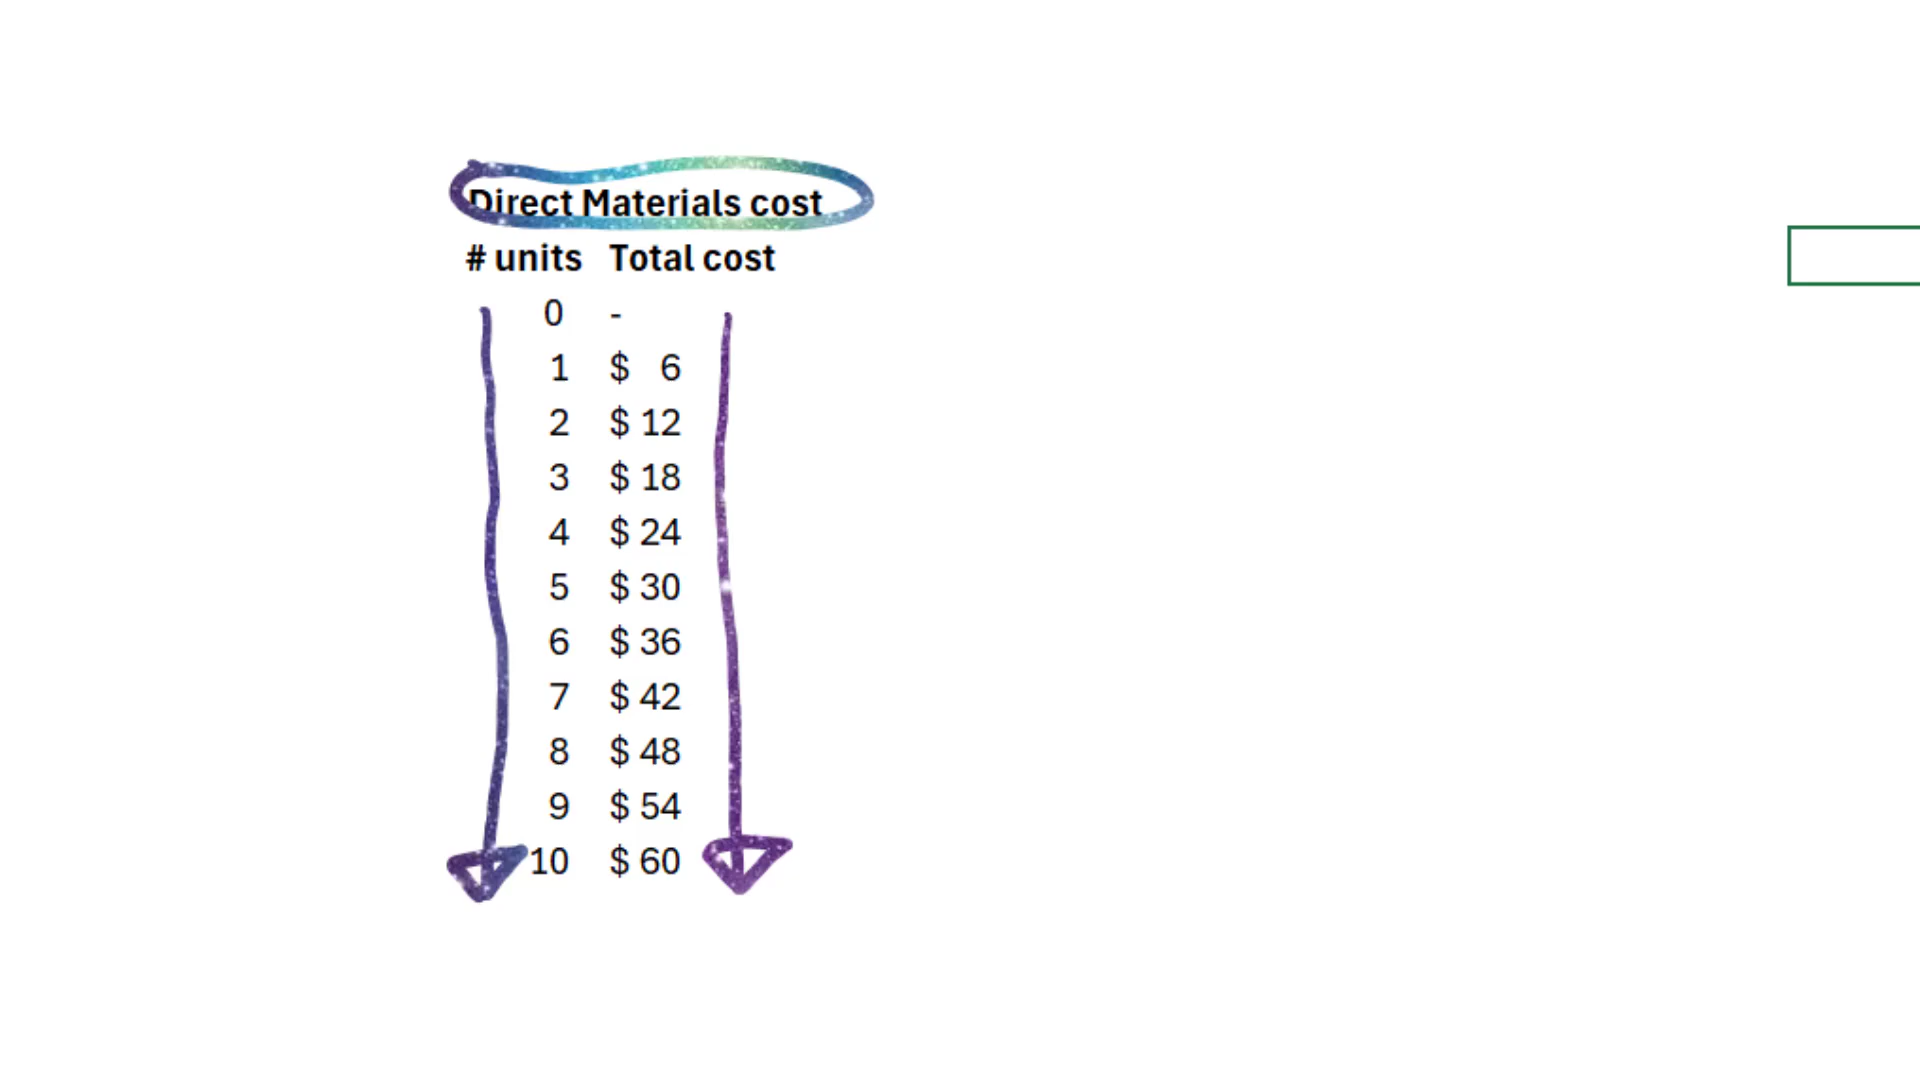 Direct Materials cost
# units Total cost
0 -
1 $ 6
2 $ 12
3 $ 18
4 $ 24
5 $ 30
6 $ 36
7 $ 42
8 $ 48
9 $ 54
10 $ 60